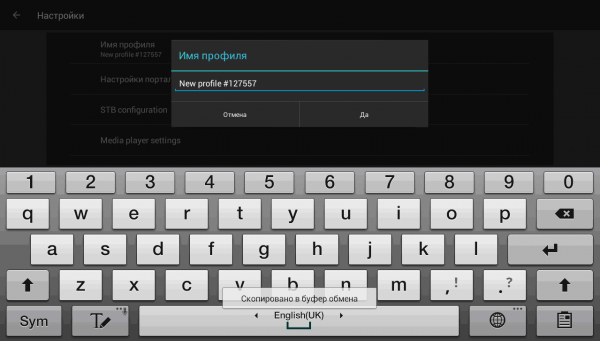 Настройки
Имя профиля
New profile #127557
Настройки портал
STB configuration
Media player settings
Имя профиля
New profile #127557
Отмена Да
1 2 3 4 5 6 7 8 9 0
q w e r t y u i o p
a s d f g h j k l
z x c v b n m , ! . ?
Скопировано в буфер обмена
Sym T English(UK)